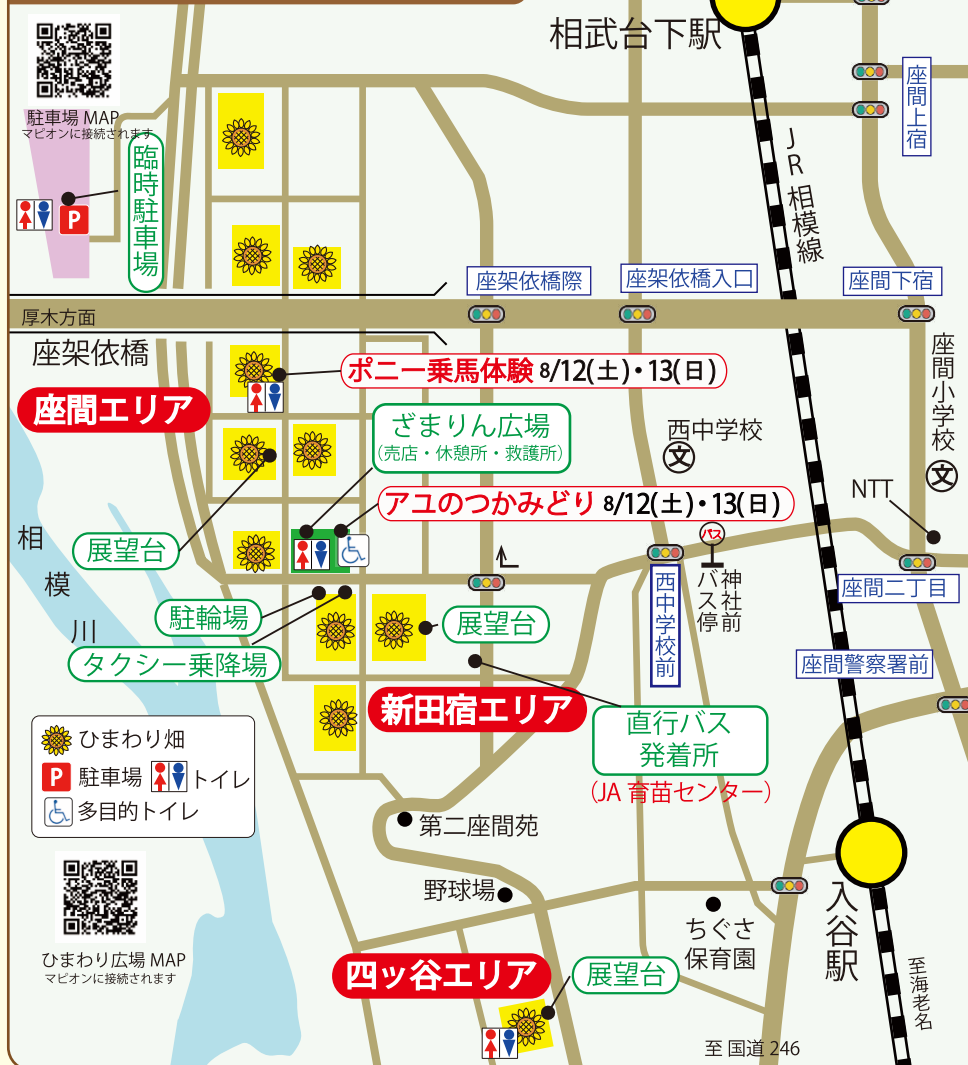 相武台下駅
駐車場 MAP
マピオンに接続されます
臨時駐車場
P
座間上宿
JR 相模線
座架依橋際
座架依橋入口
座間下宿
厚木方面
座架依橋
座間小学校
文
ポニー乗馬体験 8/12(土)・13(日)
座間エリア
ざまりん広場
(売店・休憩所・救護所)
西中学校
文
アユのつかみどり 8/12(土)・13(日)
NTT
相模川
展望台
バス
神社前
バス停
座間二丁目
西中学校前
駐輪場
展望台
タクシー乗降場
座間警察署前
新田宿エリア
直行バス
発着所
(JA 育苗センター)
ひまわり畑
P 駐車場 トイレ
多目的トイレ
第二座間苑
野球場
入谷駅
ちぐさ
保育園
ひまわり広場 MAP
マピオンに接続されます
四ッ谷エリア
展望台
至海老名
至 国道 246